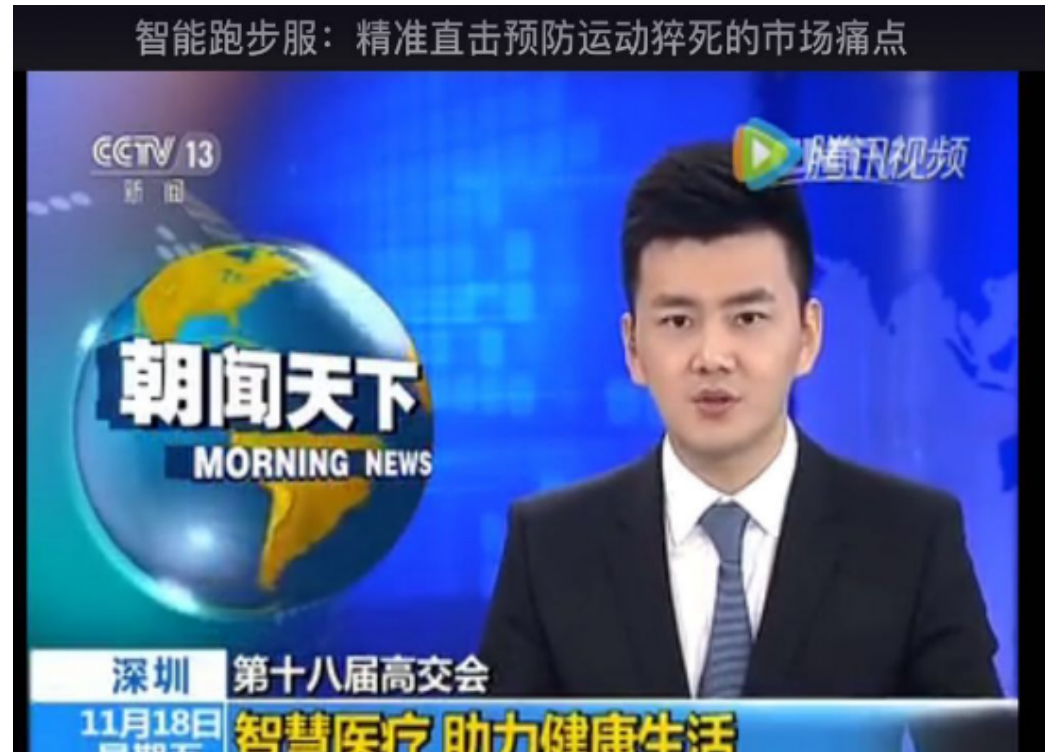 智能跑步服：精准直击预防运动猝死的市场痛点
CCTV 13
新闻
腾讯视频
朝闻天下
MORNING NEWS
深圳
第十八届高交会
11月18日
智慧医疗 助力健康生活
星期五